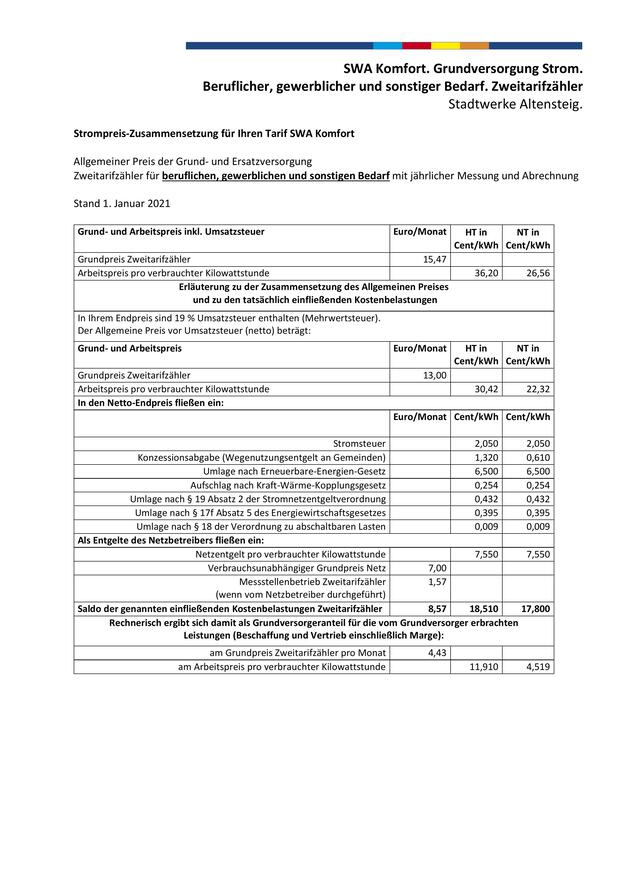 SWA Komfort. Grundversorgung Strom.
Beruflicher, gewerblicher und sonstiger Bedarf. Zweitarifzähler
Stadtwerke Altensteig.
Strompreis-Zusammensetzung für Ihren Tarif SWA Komfort
Allgemeiner Preis der Grund- und Ersatzversorgung
Zweitarifzähler für beruflichen, gewerblichen und sonstigen Bedarf mit jährlicher Messung und Abrechnung
Stand 1. Januar 2021
Grund- und Arbeitspreis inkl. Umsatzsteuer Euro/Monat HT in NT in
Cent/kWh Cent/kWh
Grundpreis Zweitarifzähler 15,47
Arbeitspreis pro verbrauchter Kilowattstunde 36,20 26,56
Erläuterung zu der Zusammensetzung des Allgemeinen Preises
und zu den tatsächlich einfließenden Kostenbelastungen
In Ihrem Endpreis sind 19 % Umsatzsteuer enthalten (Mehrwertsteuer).
Der Allgemeine Preis vor Umsatzsteuer (netto) beträgt:
Grund- und Arbeitspreis Euro/Monat HT in NT in
Cent/kWh Cent/kWh
Grundpreis Zweitarifzähler 13,00
Arbeitspreis pro verbrauchter Kilowattstunde 30,42 22,32
In den Netto-Endpreis fließen ein:
Euro/Monat Cent/kWh Cent/kWh
Stromsteuer 2,050 2,050
Konzessionsabgabe (Wegenutzungsentgelt an Gemeinden) 1,320 0,610
Umlage nach Erneuerbare-Energien-Gesetz 6,500 6,500
Aufschlag nach Kraft-Wärme-Kopplungsgesetz 0,254 0,254
Umlage nach § 19 Absatz 2 der Stromnetzentgeltverordnung 0,432 0,432
Umlage nach § 17f Absatz 5 des Energiewirtschaftsgesetzes 0,395 0,395
Umlage nach § 18 der Verordnung zu abschaltbaren Lasten 0,009 0,009
Als Entgelte des Netzbetreibers fließen ein:
Netzentgelt pro verbrauchter Kilowattstunde 7,550 7,550
Verbrauchsunabhängiger Grundpreis Netz 7,00
Messstellenbetrieb Zweitarifzähler 1,57
(wenn vom Netzbetreiber durchgeführt)
Saldo der genannten einfließenden Kostenbelastungen Zweitarifzähler 8,57 18,510 17,800
Rechnerisch ergibt sich damit als Grundversorgeranteil für die vom Grundversorger erbrachten
Leistungen (Beschaffung und Vertrieb einschließlich Marge):
am Grundpreis Zweitarifzähler pro Monat 4,43
am Arbeitspreis pro verbrauchter Kilowattstunde 11,910 4,519